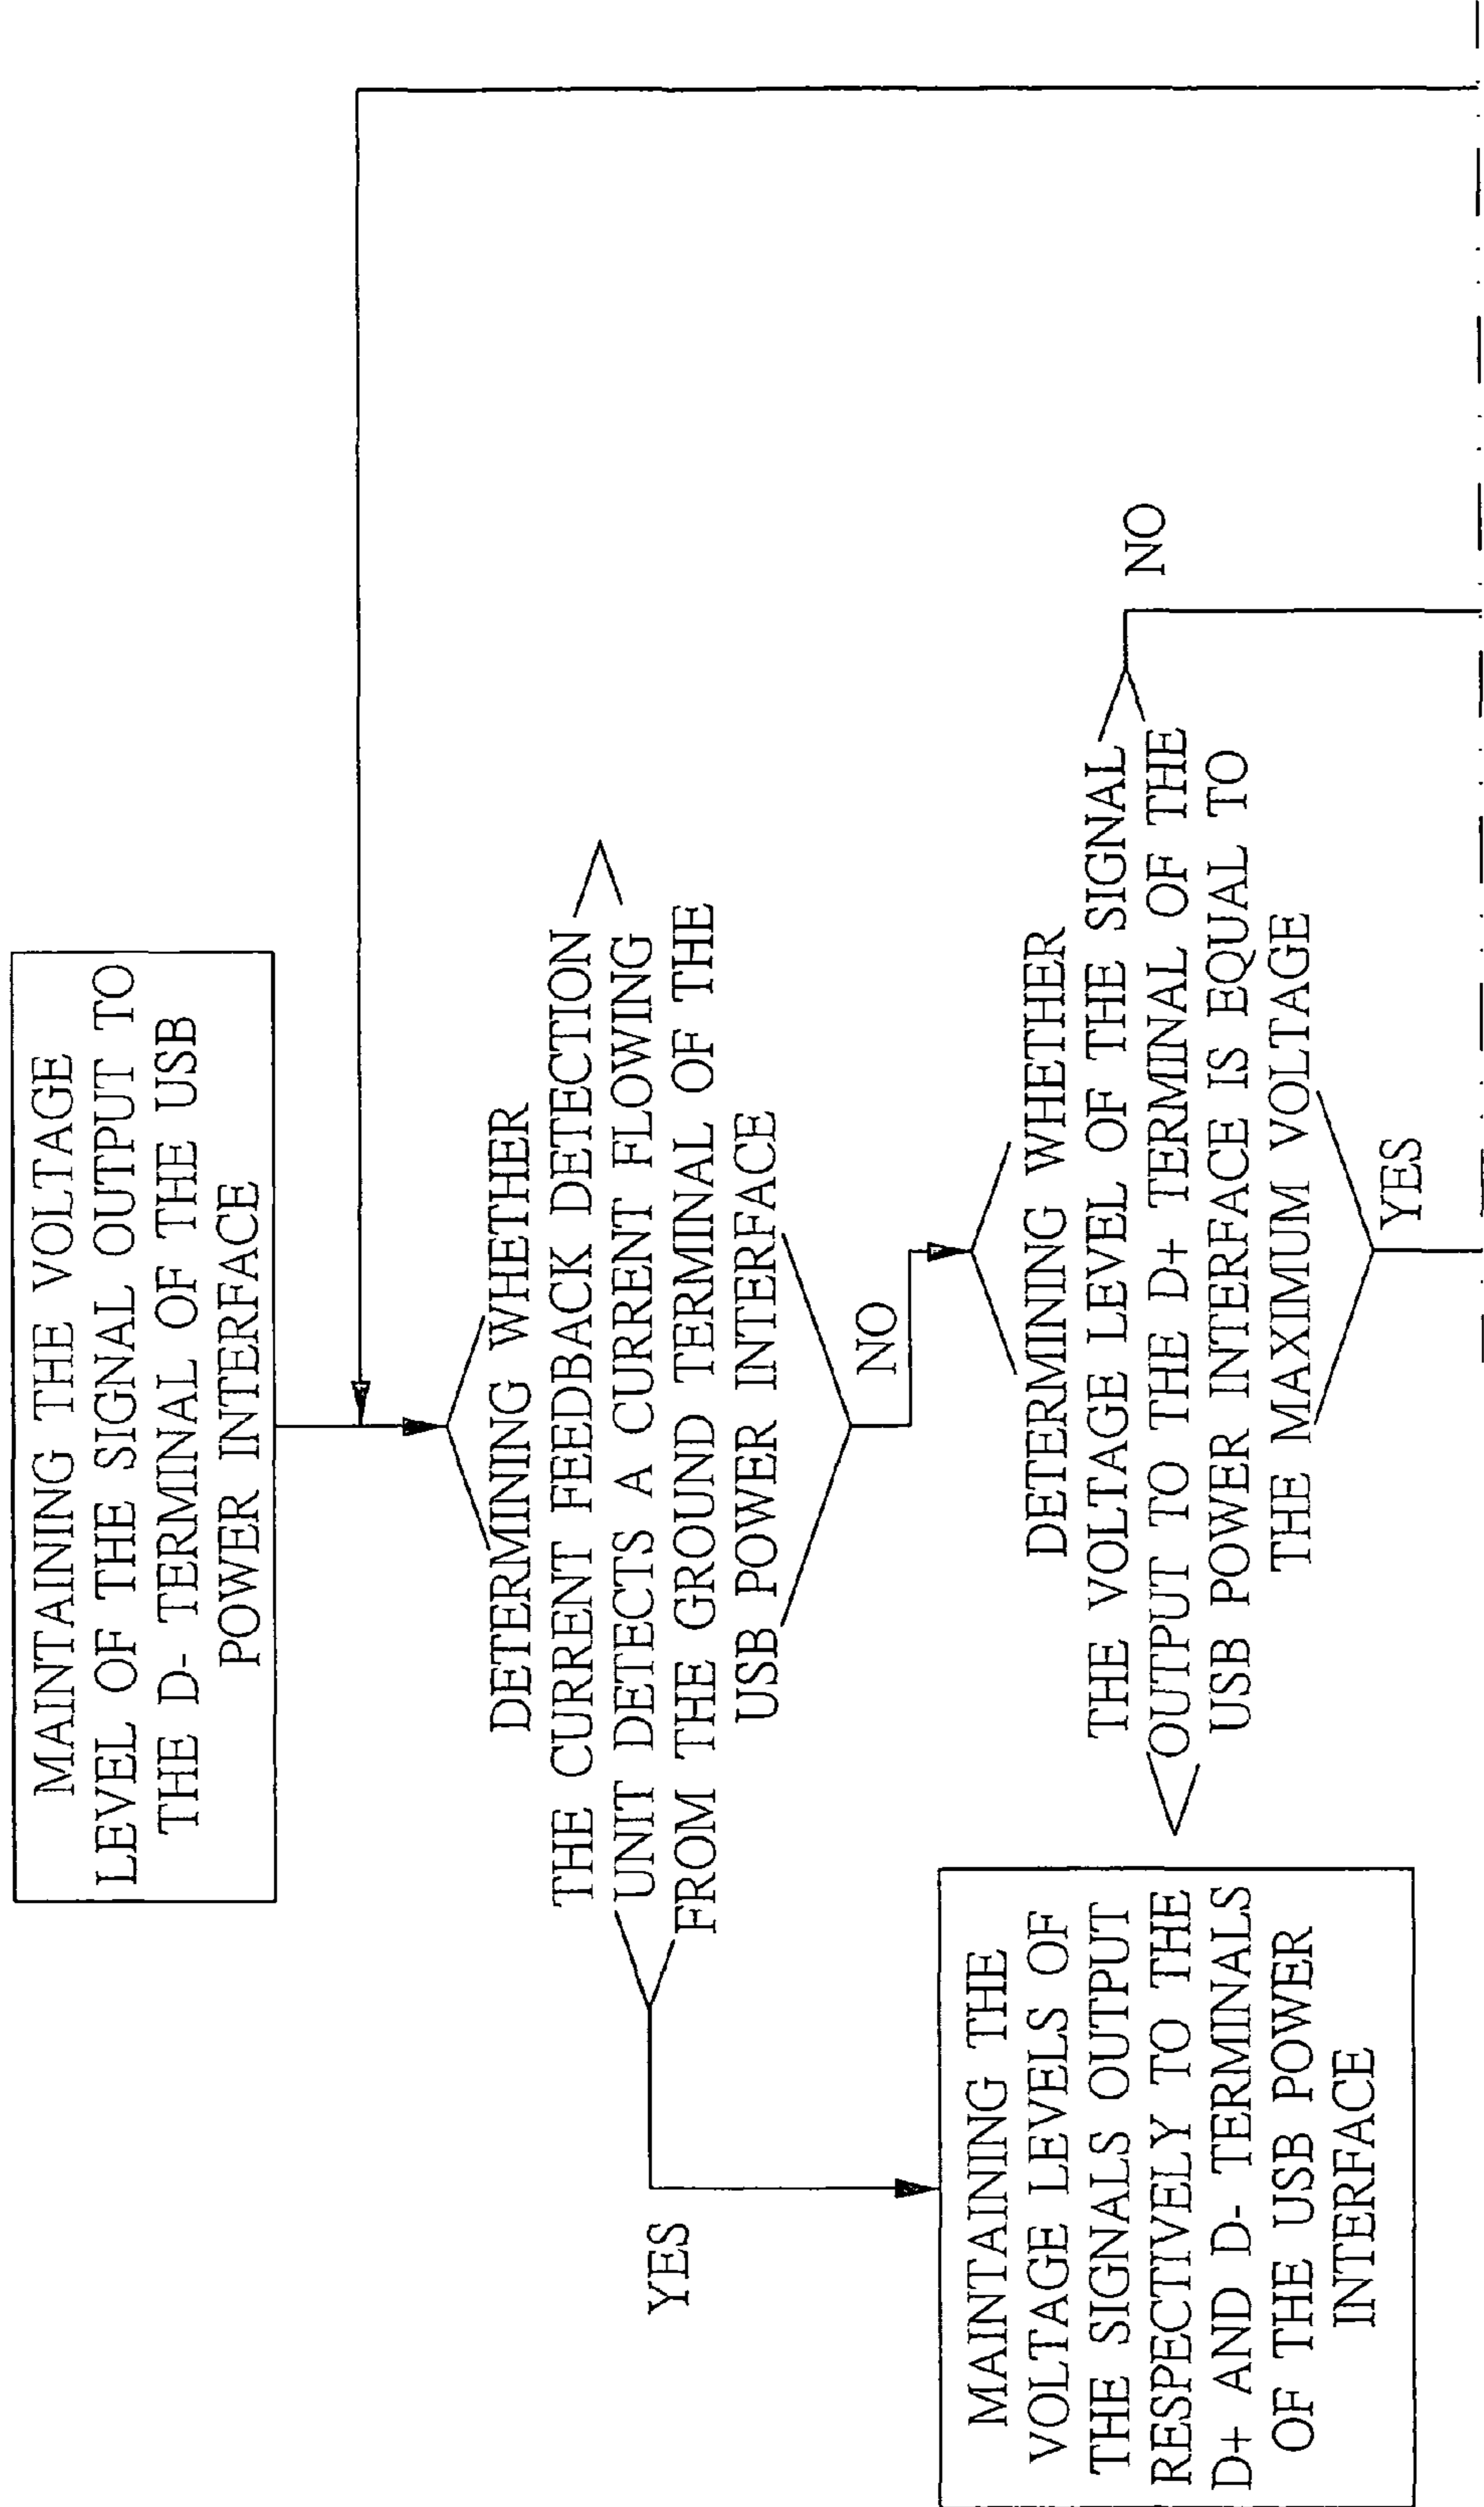 MAINTAINING THE VOLTAGE
LEVEL OF THE SIGNAL OUTPUT TO
THE D- TERMINAL OF THE USB
POWER INTERFACE
DETERMINING WHETHER
THE CURRENT FEEDBACK DETECTION
UNIT DETECTS A CURRENT FLOWING
FROM THE GROUND TERMINAL OF THE
USB POWER INTERFACE
YES
NO
MAINTAINING THE
VOLTAGE LEVELS OF
THE SIGNALS OUTPUT
RESPECTIVELY TO THE
D+ AND D- TERMINALS
OF THE USB POWER
INTERFACE
DETERMINING WHETHER
THE VOLTAGE LEVEL OF THE SIGNAL
OUTPUT TO THE D+ TERMINAL OF THE
USB POWER INTERFACE IS EQUAL TO
THE MAXIMUM VOLTAGE
NO
YES